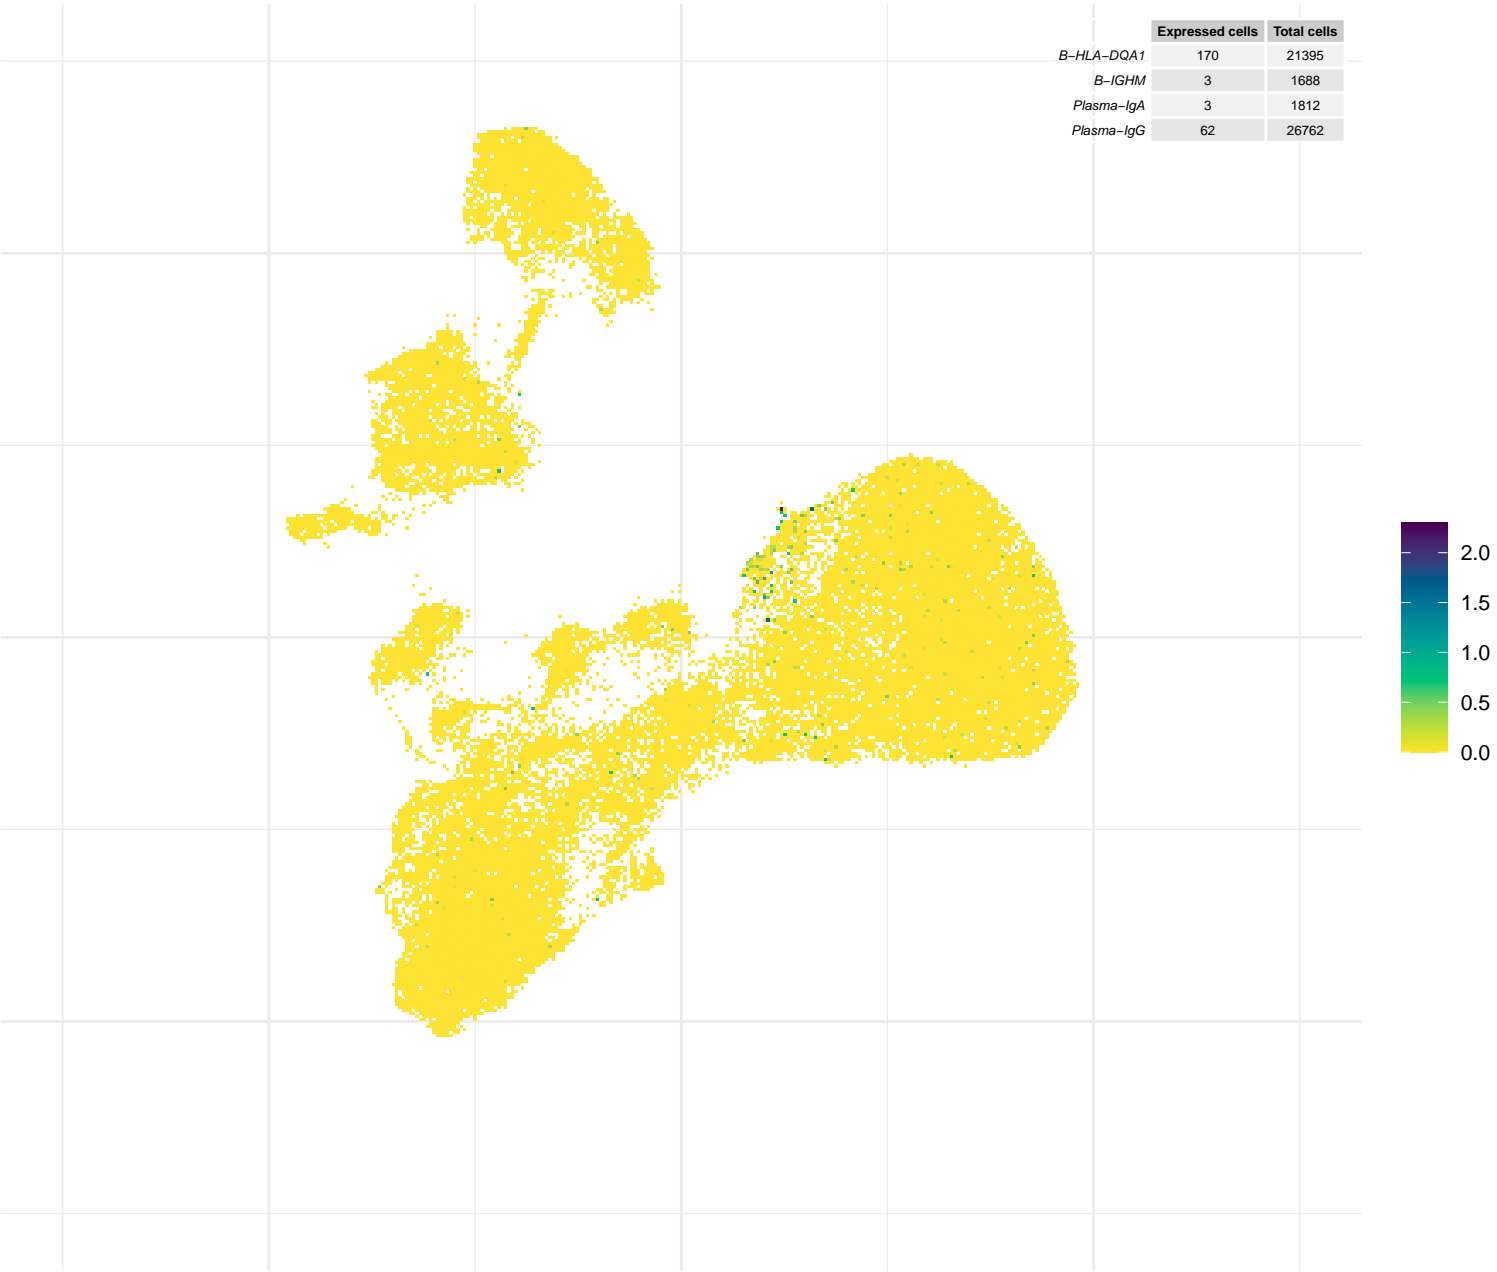 Expressed cells Total cells
B−HLA−DQA1 170 21395
B−IGHM 3 1688
Plasma−IgA 3 1812
Plasma−IgG 62 26762
2.0
1.5
1.0
0.5
0.0